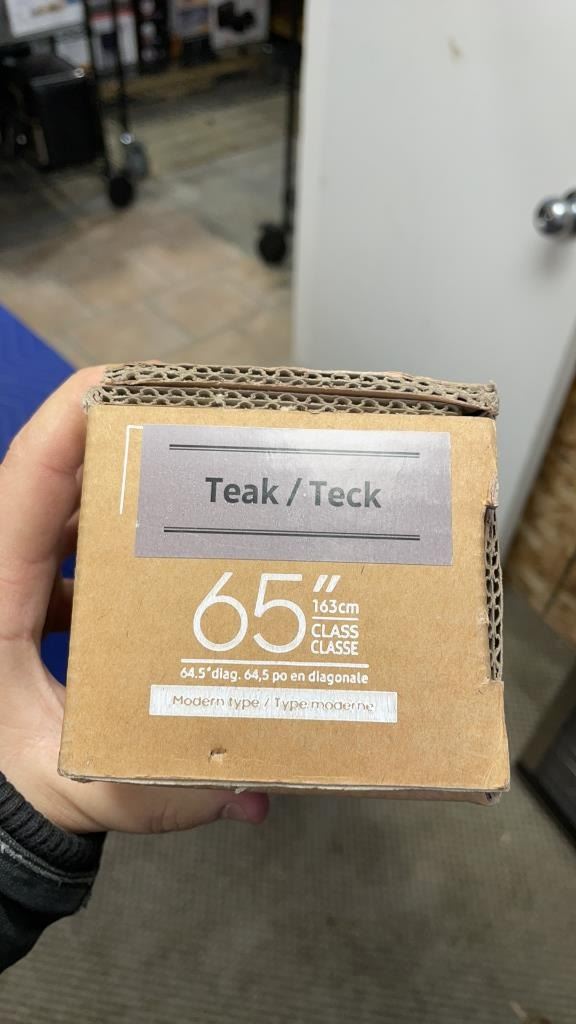 Teak / Teck
65"
163cm
CLASS
CLASSE
64.5" diag. 64,5 po en diagonale
Modern type / Type moderne